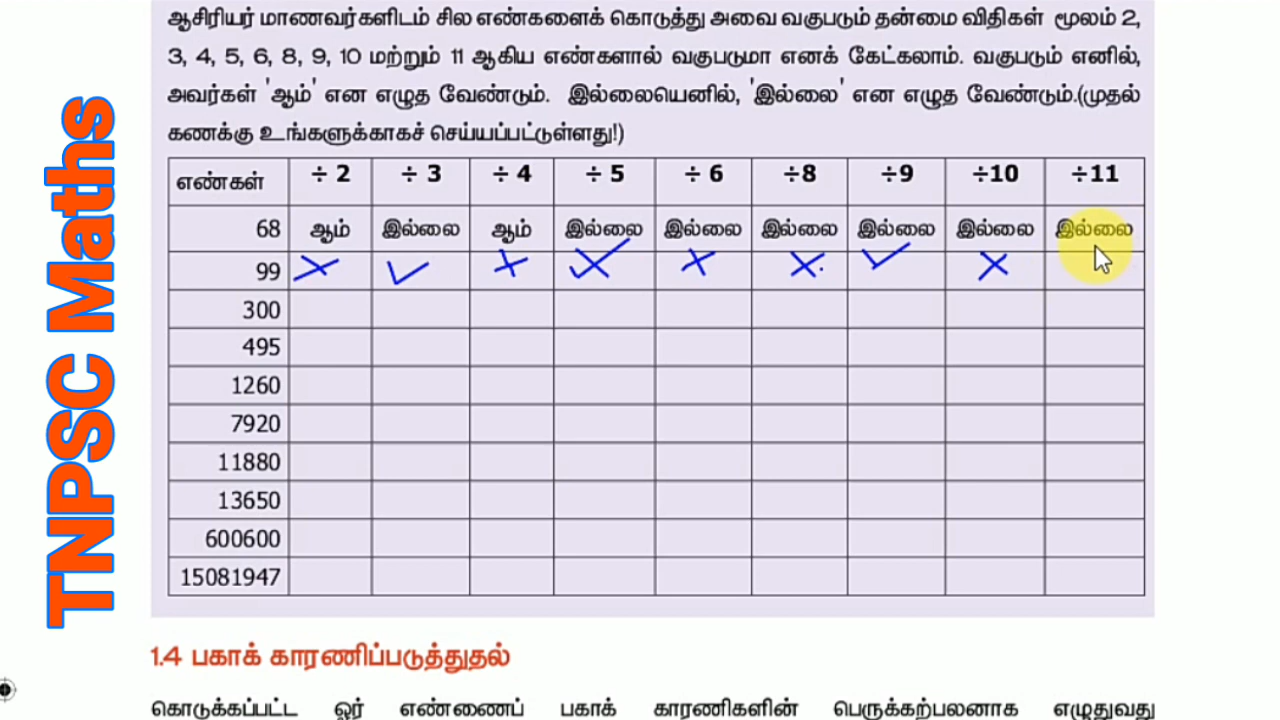 TNPSC Maths
ஆசிரியர் மாணவர்களிடம் சில எண்களைக் கொடுத்து அவை வகுபடும் தன்மை விதிகள் மூலம் 2,
3, 4, 5, 6, 8, 9, 10 மற்றும் 11 ஆகிய எண்களால் வகுபடுமா எனக் கேட்கலாம். வகுபடும் எனில்,
அவர்கள் 'ஆம்' என எழுத வேண்டும். இல்லையெனில், 'இல்லை' என எழுத வேண்டும்.(முதல்
கணக்கு உங்களுக்காகச் செய்யப்பட்டுள்ளது!)
எண்கள் ÷ 2 ÷ 3 ÷ 4 ÷ 5 ÷ 6 ÷8 ÷9 ÷10 ÷11
68 ஆம் இல்லை ஆம் இல்லை இல்லை இல்லை இல்லை இல்லை இல்லை
99
300
495
1260
7920
11880
13650
600600
15081947
1.4 பகாக் காரணிப்படுத்துதல்
கொடுக்கப்பட்ட ஓர் எண்ணைப் பகாக் காரணிகளின் பெருக்கற்பலனாக எழுதுவது